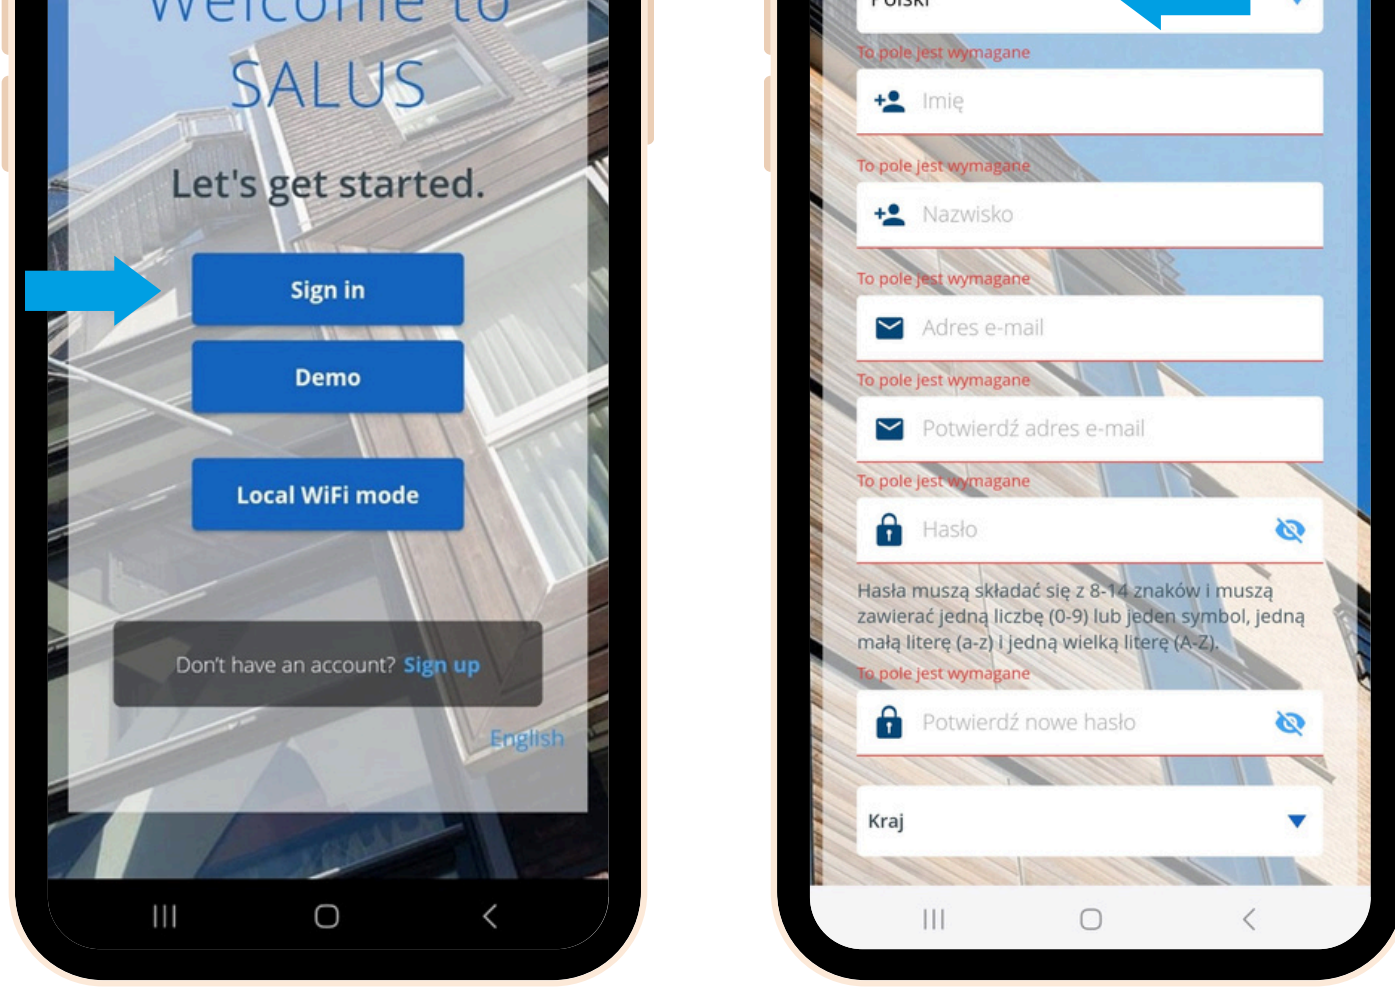 Welcome to
SALUS
Let's get started.
Sign in
Demo
Local WiFi mode
Don't have an account? Sign up
English
Polski
To pole jest wymagane
Imię
To pole jest wymagane
Nazwisko
To pole jest wymagane
Adres e-mail
To pole jest wymagane
Potwierdź adres e-mail
To pole jest wymagane
Hasło
Hasła muszą składać się z 8-14 znaków i muszą
zawierać jedną liczbę (0-9) lub jeden symbol, jedną
małą literę (a-z) i jedną wielką literę (A-Z).
To pole jest wymagane
Potwierdź nowe hasło
Kraj